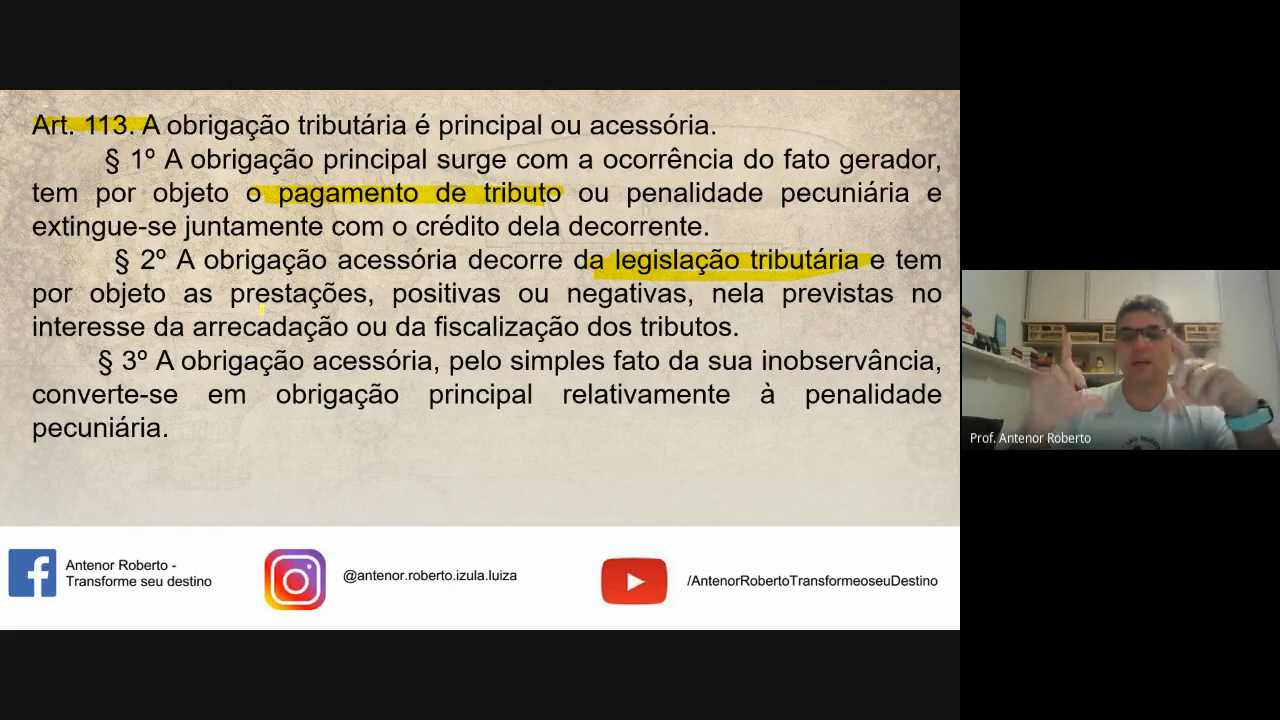 Art. 113. A obrigação tributária é principal ou acessória.
§ 1º A obrigação principal surge com a ocorrência do fato gerador,
tem por objeto o pagamento de tributo ou penalidade pecuniária e
extingue-se juntamente com o crédito dela decorrente.
§ 2º A obrigação acessória decorre da legislação tributária e tem
por objeto as prestações, positivas ou negativas, nela previstas no
interesse da arrecadação ou da fiscalização dos tributos.
§ 3º A obrigação acessória, pelo simples fato da sua inobservância,
converte-se em obrigação principal relativamente à penalidade
pecuniária.
Prof. Antenor Roberto
Antenor Roberto -
Transforme seu destino
@antenor.roberto.izula.luiza
/AntenorRobertoTransformeoseuDestino